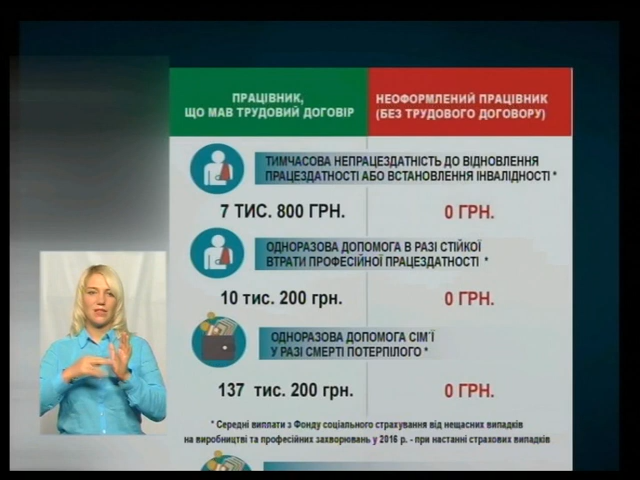 ПРАЦІВНИК,
ЩО МАВ ТРУДОВИЙ ДОГОВІР
НЕОФОРМЛЕНИЙ ПРАЦІВНИК
(БЕЗ ТРУДОВОГО ДОГОВОРУ)
ТИМЧАСОВА НЕПРАЦЕЗДАТНІСТЬ ДО ВІДНОВЛЕННЯ
ПРАЦЕЗДАТНОСТІ АБО ВСТАНОВЛЕННЯ ІНВАЛІДНОСТІ *
7 ТИС. 800 ГРН.
0 ГРН.
ОДНОРАЗОВА ДОПОМОГА В РАЗІ СТІЙКОЇ
ВТРАТИ ПРОФЕСІЙНОЇ ПРАЦЕЗДАТНОСТІ *
10 тис. 200 грн.
0 ГРН.
ОДНОРАЗОВА ДОПОМОГА СІМ'Ї
У РАЗІ СМЕРТІ ПОТЕРПІЛОГО *
137 тис. 200 грн.
0 ГРН.
* Середні виплати з Фонду соціального страхування від нещасних випадків
на виробництві та професійних захворювань у 2016 р. - при настанні страхових випадків